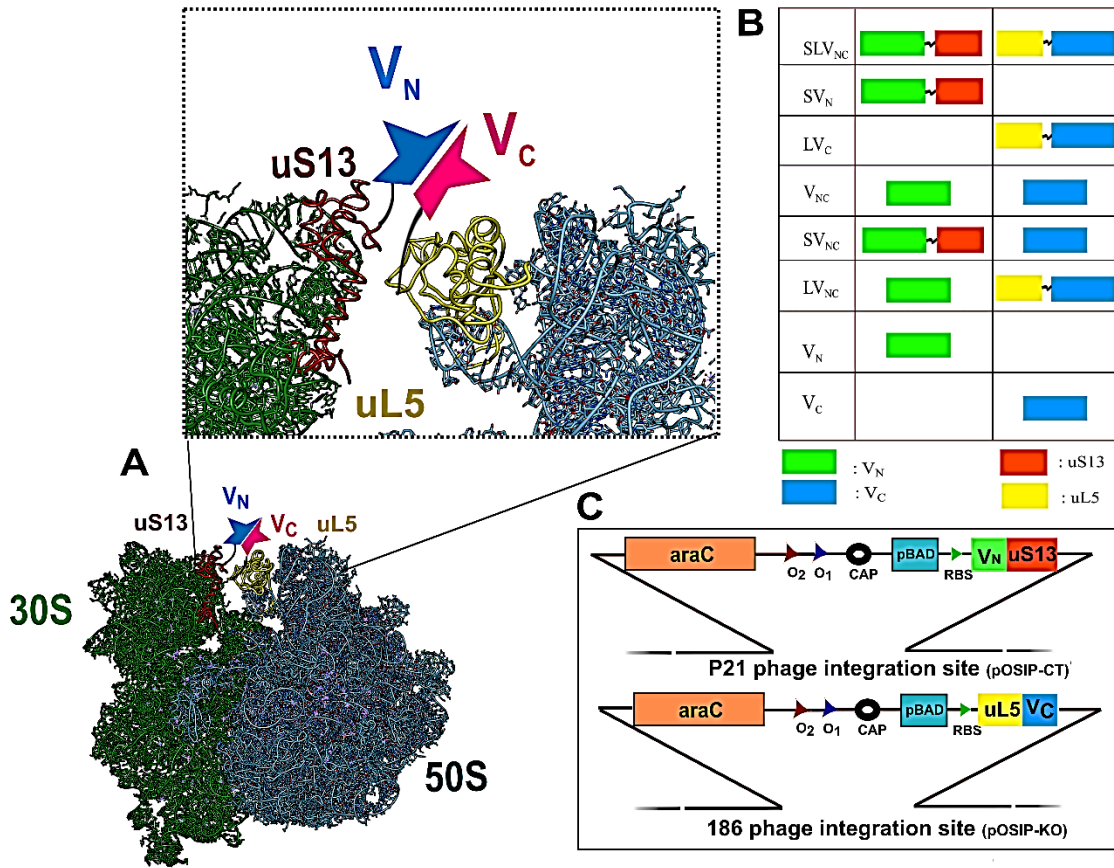 V_N
V_C
uS13
uL5
A
V_N
V_C
uS13
uL5
30S
50S
B
SLV_NC
SV_N
LV_C
V_NC
SV_NC
LV_NC
V_N
V_C
: V_N
: uS13
: V_C
: uL5
C
araC
O₂
O₁
CAP
pBAD
RBS
V_N
uS13
P21 phage integration site (pOSIP-CT)
araC
O₂
O₁
CAP
pBAD
RBS
uL5
V_C
186 phage integration site (pOSIP-KO)